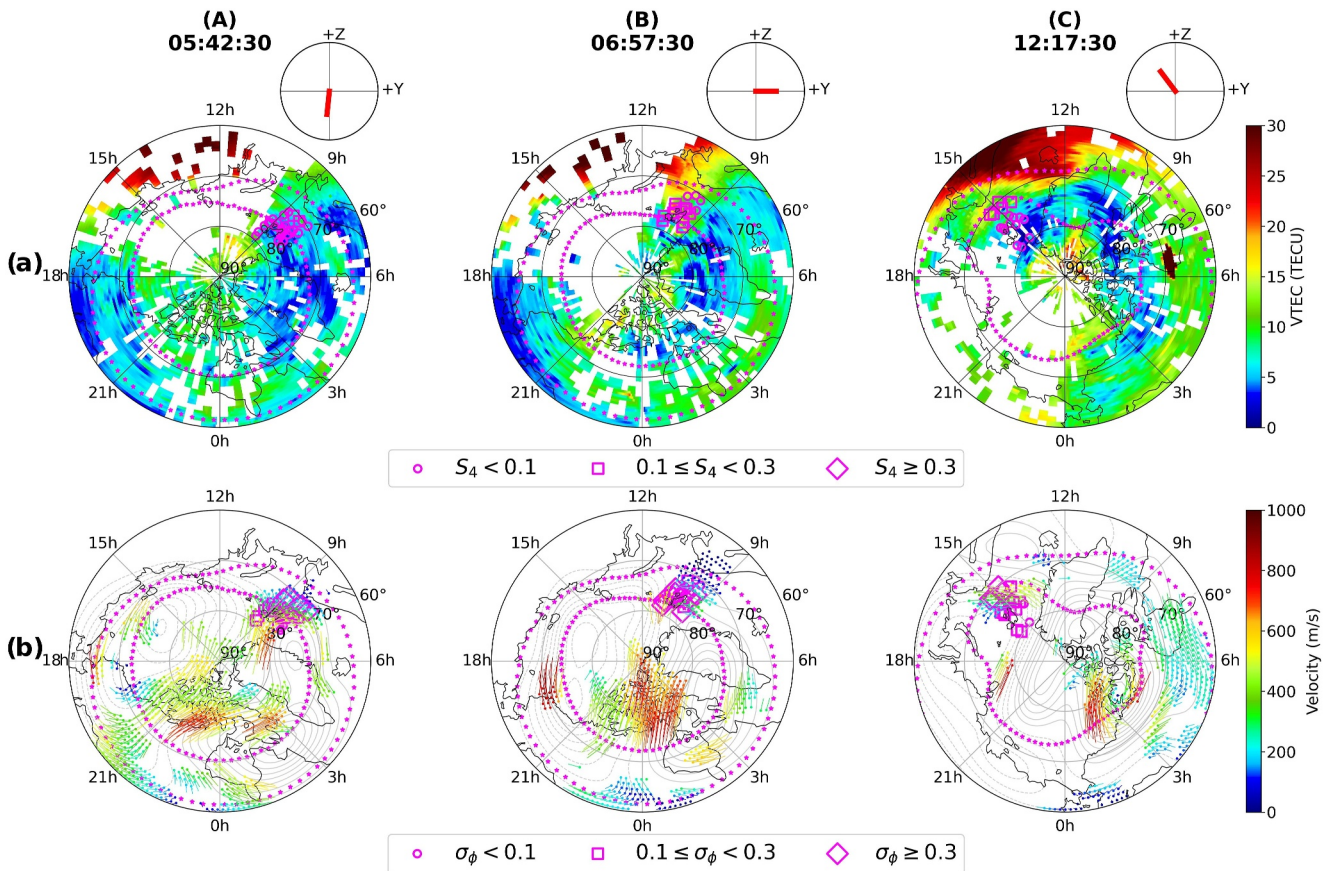 (A)
05:42:30
+Z
+Y
(B)
06:57:30
+Z
+Y
(C)
12:17:30
+Z
+Y
(a)
12h
15h
9h
60°
70°
80°
90°
18h
6h
21h
3h
0h
12h
15h
9h
60°
70°
80°
90°
18h
6h
21h
3h
0h
12h
15h
9h
60°
70°
80°
90°
18h
6h
21h
3h
0h
30
25
20
15
10
5
0
VTEC (TECU)
S₄ < 0.1
0.1 ≤ S₄ < 0.3
S₄ ≥ 0.3
(b)
12h
15h
9h
60°
70°
80°
90°
18h
6h
21h
3h
0h
12h
15h
9h
60°
70°
80°
90°
18h
6h
21h
3h
0h
12h
15h
9h
60°
70°
80°
90°
18h
6h
21h
3h
0h
1000
800
600
400
200
0
Velocity (m/s)
σ_ϕ < 0.1
0.1 ≤ σ_ϕ < 0.3
σ_ϕ ≥ 0.3